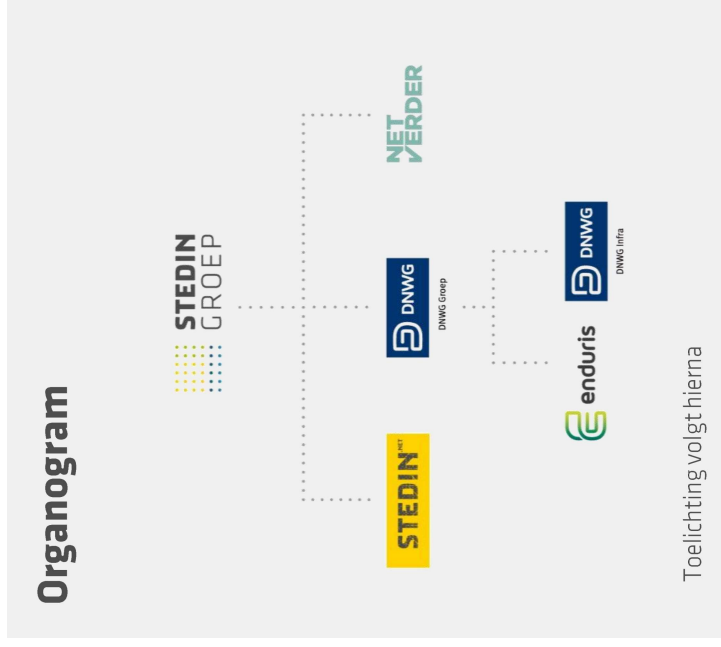 Organogram
STEDIN
GROEP
STEDIN.NET
DNWG
DNWG Groep
NET
VERDER
enduris
DNWG
DNWG Infra
Toelichting volgt hierna